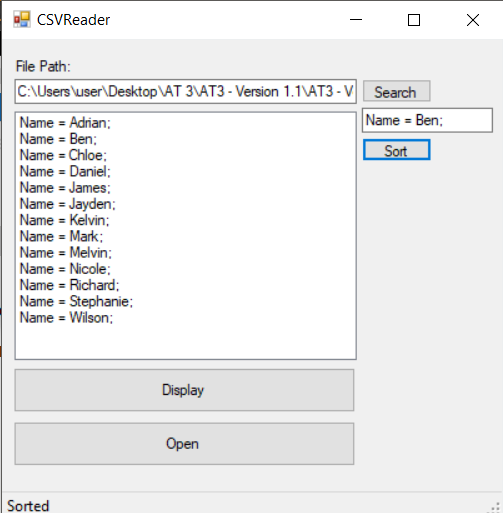 CSVReader
File Path:
C:\Users\user\Desktop\AT 3\AT3 - Version 1.1\AT3 - V
Search
Name = Ben;
Sort
Name = Adrian;
Name = Ben;
Name = Chloe;
Name = Daniel;
Name = James;
Name = Jayden;
Name = Kelvin;
Name = Mark;
Name = Melvin;
Name = Nicole;
Name = Richard;
Name = Stephanie;
Name = Wilson;
Display
Open
Sorted